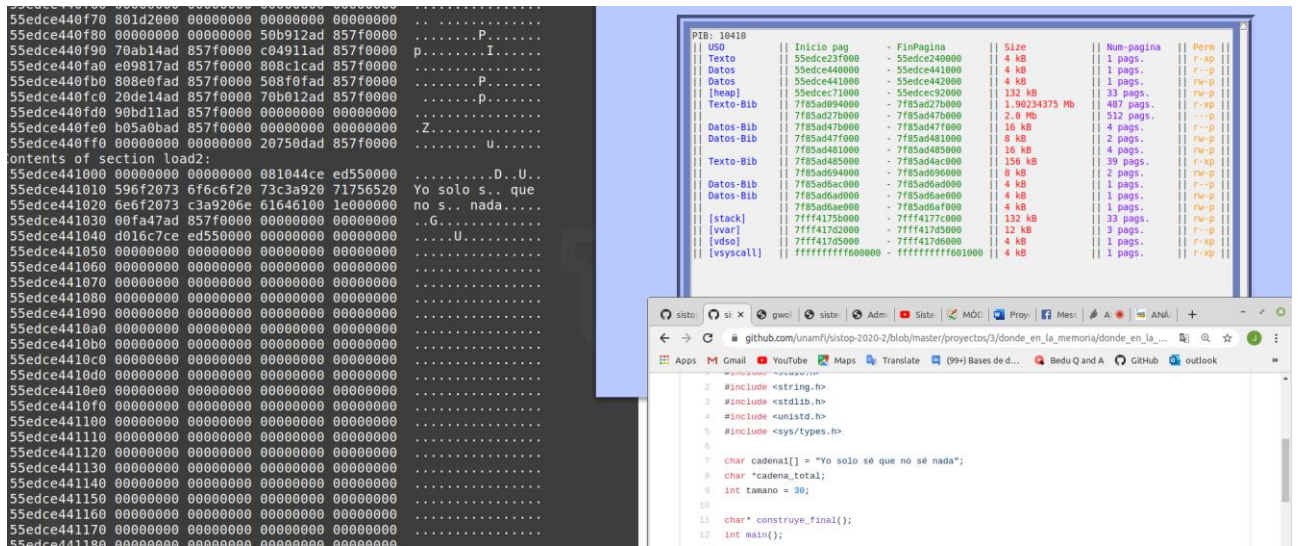 55edce440f70 801d2000 00000000 00000000 00000000 .. .............
55edce440f80 00000000 00000000 50b912ad 857f0000 ........P.......
55edce440f90 70ab14ad 857f0000 c04911ad 857f0000 p........I......
55edce440fa0 e09817ad 857f0000 808c1cad 857f0000 ................
55edce440fb0 808e0fad 857f0000 508f0fad 857f0000 ........P.......
55edce440fc0 20de14ad 857f0000 70b012ad 857f0000 .......p.......
55edce440fd0 90bd11ad 857f0000 00000000 00000000 ................
55edce440fe0 b05a0bad 857f0000 00000000 00000000 .Z..............
55edce440ff0 00000000 00000000 20750dad 857f0000 ........ u......
Contents of section load2:
55edce441000 00000000 00000000 081044ce ed550000 ..........D..U..
55edce441010 596f2073 6f6c6f20 73c3a920 71756520 Yo solo s.. que
55edce441020 6e6f2073 c3a9206e 61646100 1e000000 no s.. nada.....
55edce441030 00fa47ad 857f0000 00000000 00000000 ..G.............
55edce441040 d016c7ce ed550000 00000000 00000000 .....U..........
55edce441050 00000000 00000000 00000000 00000000 ................
55edce441060 00000000 00000000 00000000 00000000 ................
55edce441070 00000000 00000000 00000000 00000000 ................
55edce441080 00000000 00000000 00000000 00000000 ................
55edce441090 00000000 00000000 00000000 00000000 ................
55edce4410a0 00000000 00000000 00000000 00000000 ................
55edce4410b0 00000000 00000000 00000000 00000000 ................
55edce4410c0 00000000 00000000 00000000 00000000 ................
55edce4410d0 00000000 00000000 00000000 00000000 ................
55edce4410e0 00000000 00000000 00000000 00000000 ................
55edce4410f0 00000000 00000000 00000000 00000000 ................
55edce441100 00000000 00000000 00000000 00000000 ................
55edce441110 00000000 00000000 00000000 00000000 ................
55edce441120 00000000 00000000 00000000 00000000 ................
55edce441130 00000000 00000000 00000000 00000000 ................
55edce441140 00000000 00000000 00000000 00000000 ................
55edce441150 00000000 00000000 00000000 00000000 ................
55edce441160 00000000 00000000 00000000 00000000 ................
55edce441170 00000000 00000000 00000000 00000000 ................
55edce441180 00000000 00000000 00000000 00000000 ................
PIB: 10410
|| USO || Inicio pag - FinPagina || Size || Num-pagina || Perm ||
|| Texto || 55edce23f000 - 55edce240000 || 4 kB || 1 pags. || r-xp ||
|| Datos || 55edce440000 - 55edce441000 || 4 kB || 1 pags. || r--p ||
|| Datos || 55edce441000 - 55edce442000 || 4 kB || 1 pags. || rw-p ||
|| [heap] || 55edcec71000 - 55edcec92000 || 132 kB || 33 pags. || rw-p ||
|| Texto-Bib || 7f85ad094000 - 7f85ad27b000 || 1.90234375 Mb || 487 pags. || r-xp ||
|| || 7f85ad27b000 - 7f85ad47b000 || 2.0 Mb || 512 pags. || ---p ||
|| Datos-Bib || 7f85ad47b000 - 7f85ad47f000 || 16 kB || 4 pags. || r--p ||
|| Datos-Bib || 7f85ad47f000 - 7f85ad481000 || 8 kB || 2 pags. || rw-p ||
|| || 7f85ad481000 - 7f85ad485000 || 16 kB || 4 pags. || rw-p ||
|| Texto-Bib || 7f85ad485000 - 7f85ad4ac000 || 156 kB || 39 pags. || r-xp ||
|| || 7f85ad694000 - 7f85ad696000 || 8 kB || 2 pags. || rw-p ||
|| Datos-Bib || 7f85ad6ac000 - 7f85ad6ad000 || 4 kB || 1 pags. || r--p ||
|| Datos-Bib || 7f85ad6ad000 - 7f85ad6ae000 || 4 kB || 1 pags. || rw-p ||
|| || 7f85ad6ae000 - 7f85ad6af000 || 4 kB || 1 pags. || rw-p ||
|| [stack] || 7fff4175b000 - 7fff4177c000 || 132 kB || 33 pags. || rw-p ||
|| [vvar] || 7fff417d2000 - 7fff417d5000 || 12 kB || 3 pags. || r--p ||
|| [vdso] || 7fff417d5000 - 7fff417d6000 || 4 kB || 1 pags. || r-xp ||
|| [vsyscall] || ffffffffff600000 - ffffffffff601000 || 4 kB || 1 pags. || r-xp ||
sisto si: gwol siste Adm Siste MÓD Proy Mess A ANÁ
github.com/unamfi/sistop-2020-2/blob/master/proyectos/3/donde_en_la_memoria/donde_en_la_...
Apps Gmail YouTube Maps Translate (99+) Bases de d... Bedu Q and A GitHub outlook
2 #include <string.h>
3 #include <stdlib.h>
4 #include <unistd.h>
5 #include <sys/types.h>
6
7 char cadena1[] = "Yo solo sé que no sé nada";
8 char *cadena_total;
9 int tamano = 30;
10
11 char* construye_final();
12 int main();